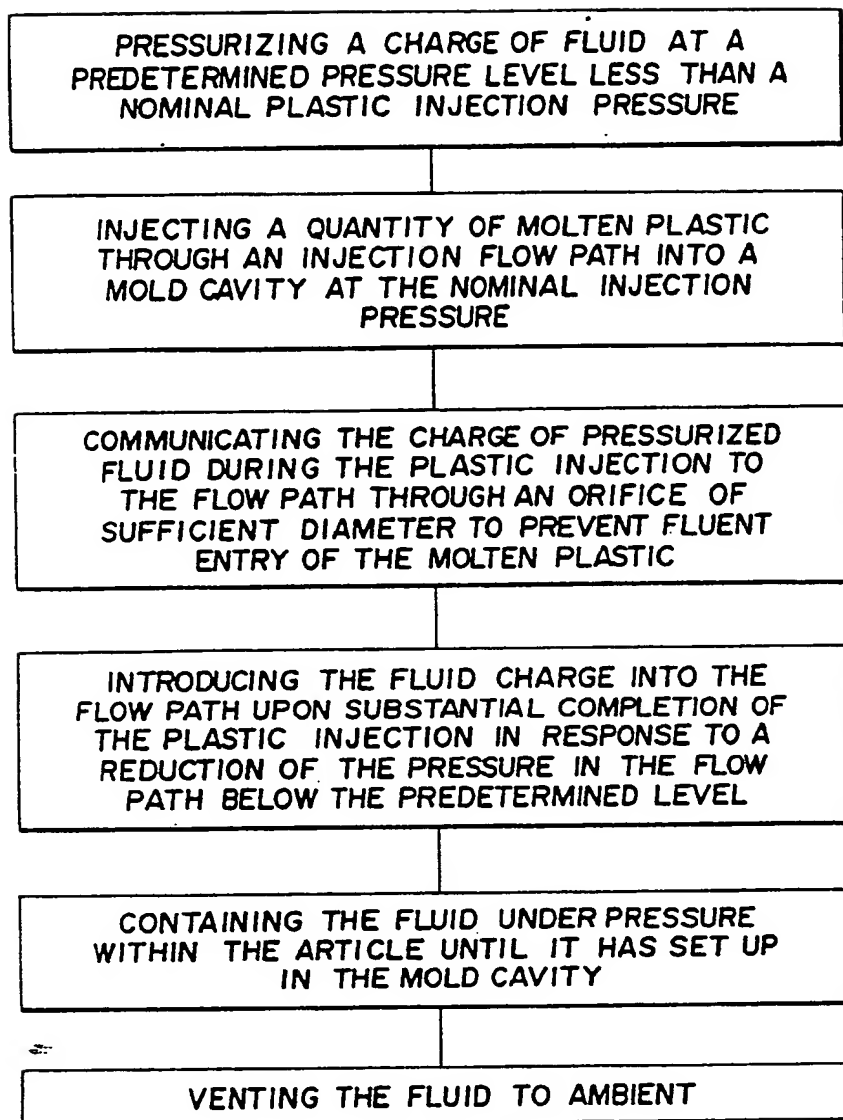 PRESSURIZING A CHARGE OF FLUID AT A
PREDETERMINED PRESSURE LEVEL LESS THAN A
NOMINAL PLASTIC INJECTION PRESSURE
INJECTING A QUANTITY OF MOLTEN PLASTIC
THROUGH AN INJECTION FLOW PATH INTO A
MOLD CAVITY AT THE NOMINAL INJECTION
PRESSURE
COMMUNICATING THE CHARGE OF PRESSURIZED
FLUID DURING THE PLASTIC INJECTION TO
THE FLOW PATH THROUGH AN ORIFICE OF
SUFFICIENT DIAMETER TO PREVENT FLUENT
ENTRY OF THE MOLTEN PLASTIC
INTRODUCING THE FLUID CHARGE INTO THE
FLOW PATH UPON SUBSTANTIAL COMPLETION OF
THE PLASTIC INJECTION IN RESPONSE TO A
REDUCTION OF THE PRESSURE IN THE FLOW
PATH BELOW THE PREDETERMINED LEVEL
CONTAINING THE FLUID UNDER PRESSURE
WITHIN THE ARTICLE UNTIL IT HAS SET UP
IN THE MOLD CAVITY
VENTING THE FLUID TO AMBIENT